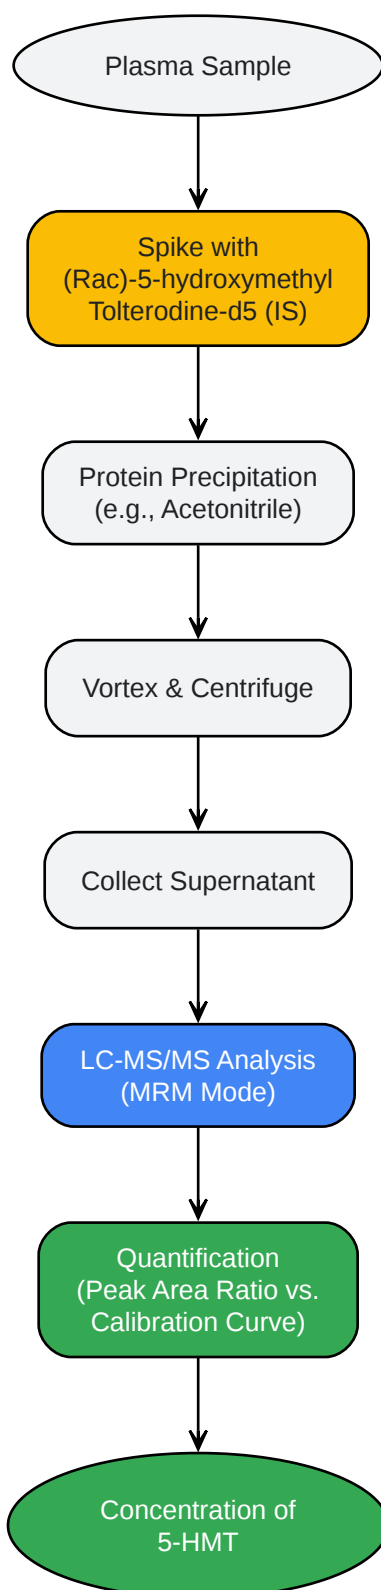 Plasma Sample
Spike with
(Rac)-5-hydroxymethyl
Tolterodine-d5 (IS)
Protein Precipitation
(e.g., Acetonitrile)
Vortex & Centrifuge
Collect Supernatant
LC-MS/MS Analysis
(MRM Mode)
Quantification
(Peak Area Ratio vs.
Calibration Curve)
Concentration of
5-HMT